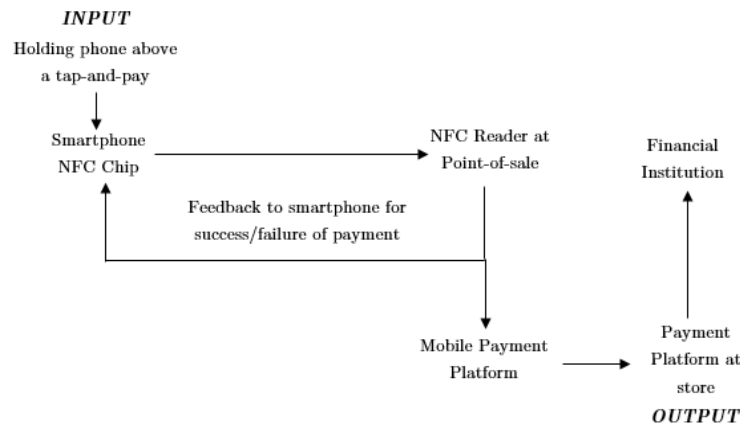 INPUT
Holding phone above
a tap-and-pay
Smartphone
NFC Chip
NFC Reader at
Point-of-sale
Financial
Institution
Feedback to smartphone for
success/failure of payment
Mobile Payment
Platform
Payment
Platform at
store
OUTPUT